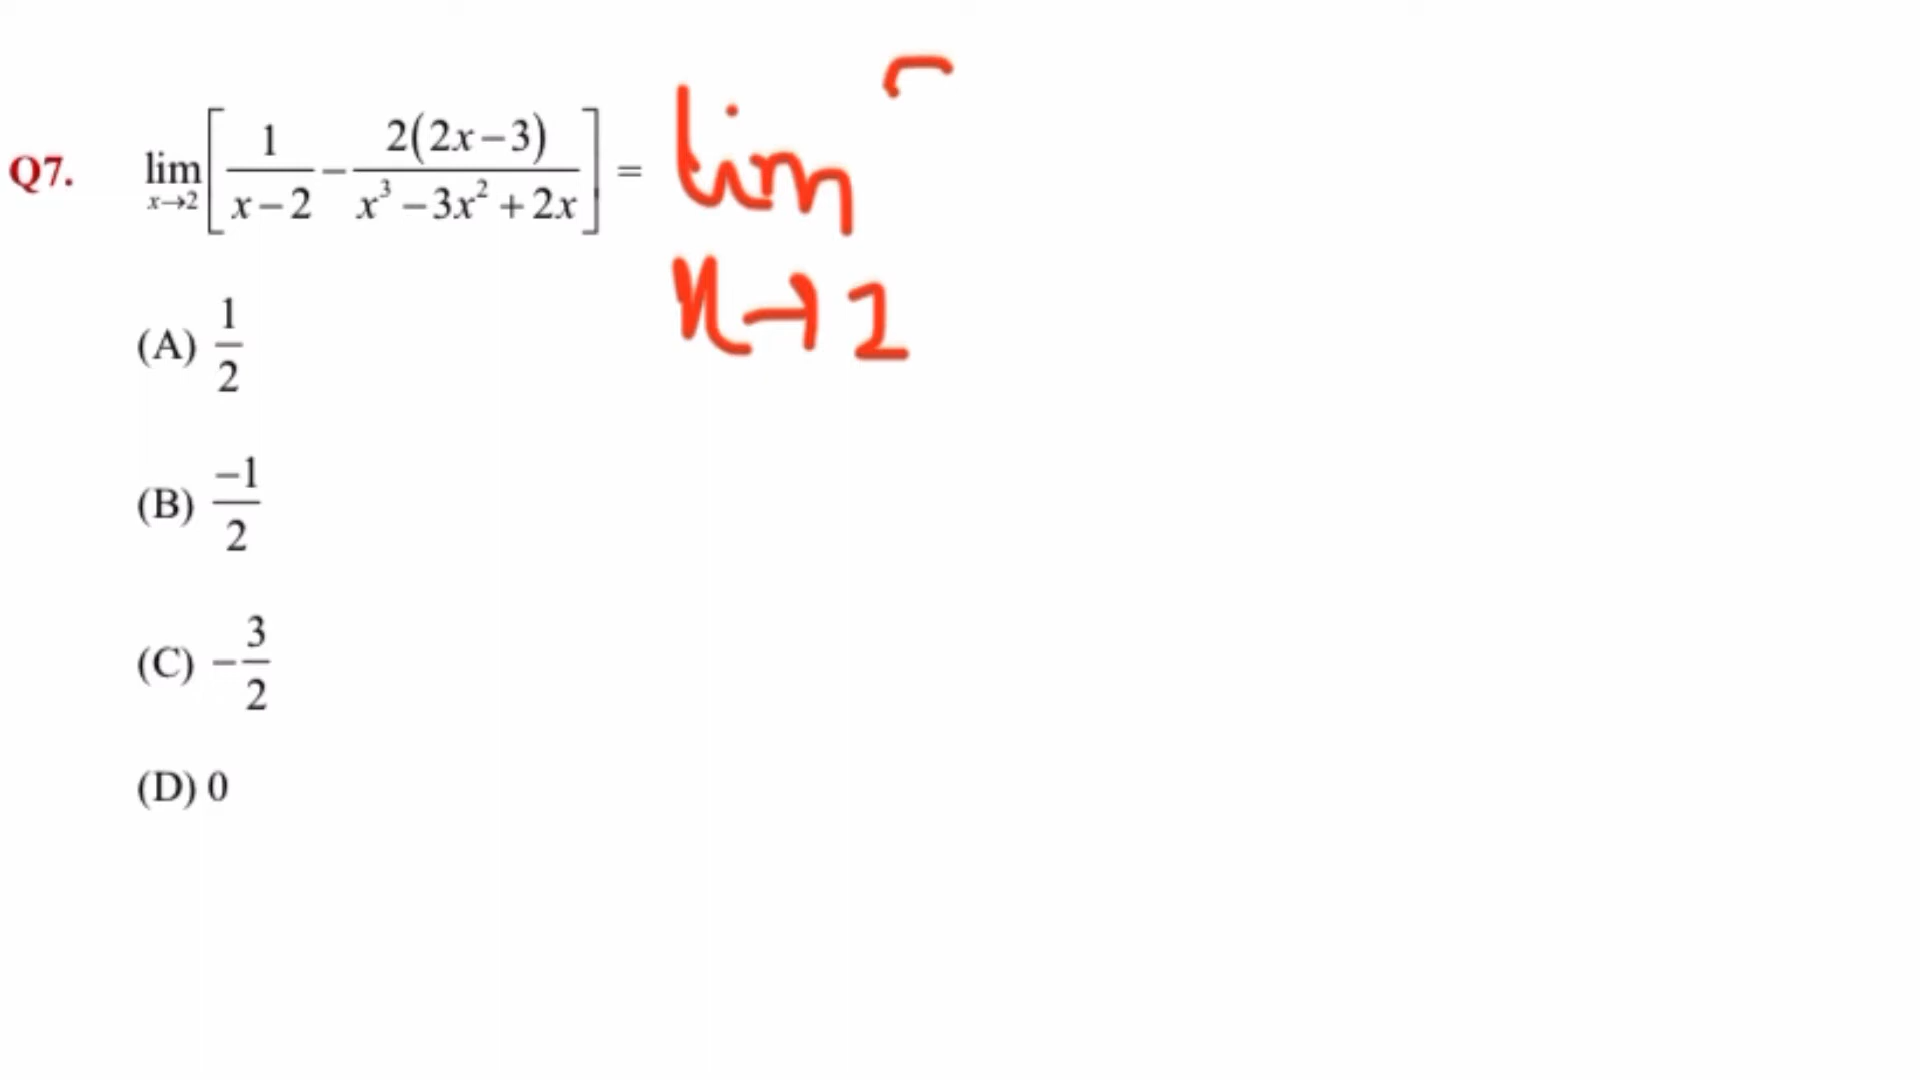 Q7. lim x→2 [ 1/(x−2) − 2(2x−3)/(x³−3x²+2x) ] = lim x→2
(A) 1/2
(B) −1/2
(C) −3/2
(D) 0